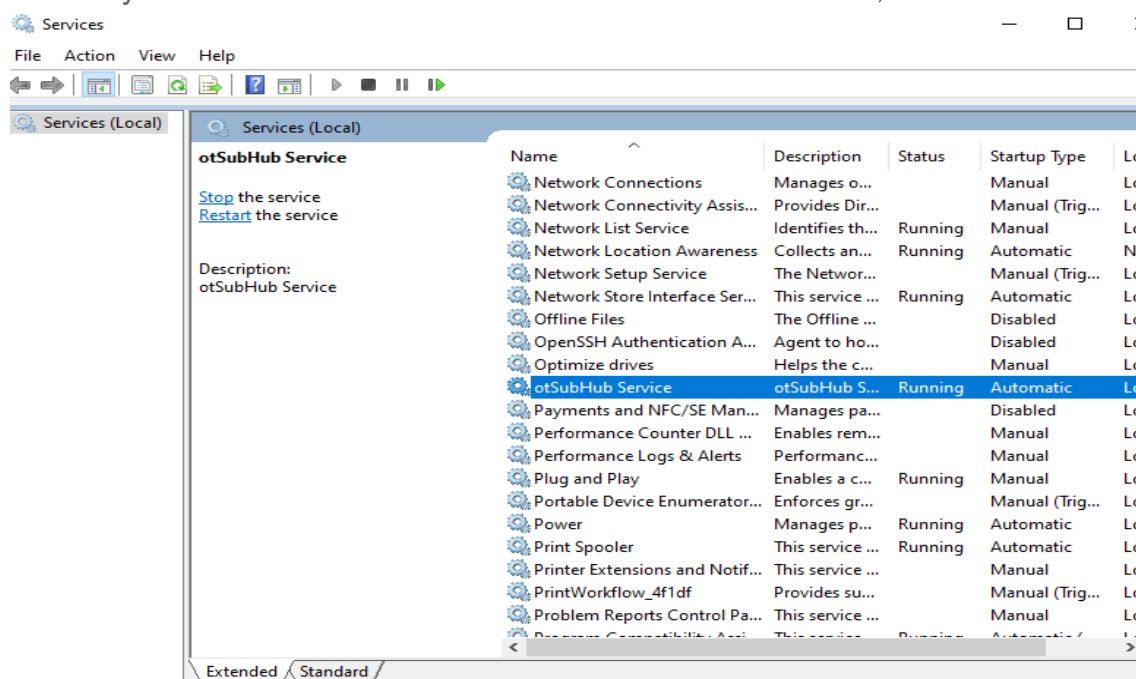 Services
File Action View Help
Services (Local)
Services (Local)
otSubHub Service
Stop the service
Restart the service
Description:
otSubHub Service
Name Description Status Startup Type
Network Connections Manages o... Manual
Network Connectivity Assis... Provides Dir... Manual (Trig...
Network List Service Identifies th... Running Manual
Network Location Awareness Collects an... Running Automatic
Network Setup Service The Networ... Manual (Trig...
Network Store Interface Ser... This service ... Running Automatic
Offline Files The Offline ... Disabled
OpenSSH Authentication A... Agent to ho... Disabled
Optimize drives Helps the c... Manual
otSubHub Service otSubHub S... Running Automatic
Payments and NFC/SE Man... Manages pa... Disabled
Performance Counter DLL ... Enables rem... Manual
Performance Logs & Alerts Performanc... Manual
Plug and Play Enables a c... Running Manual
Portable Device Enumerator... Enforces gr... Manual (Trig...
Power Manages p... Running Automatic
Print Spooler This service ... Running Automatic
Printer Extensions and Notif... This service ... Manual
PrintWorkflow_4f1df Provides su... Manual (Trig...
Problem Reports Control Pa... This service ... Manual
Extended Standard